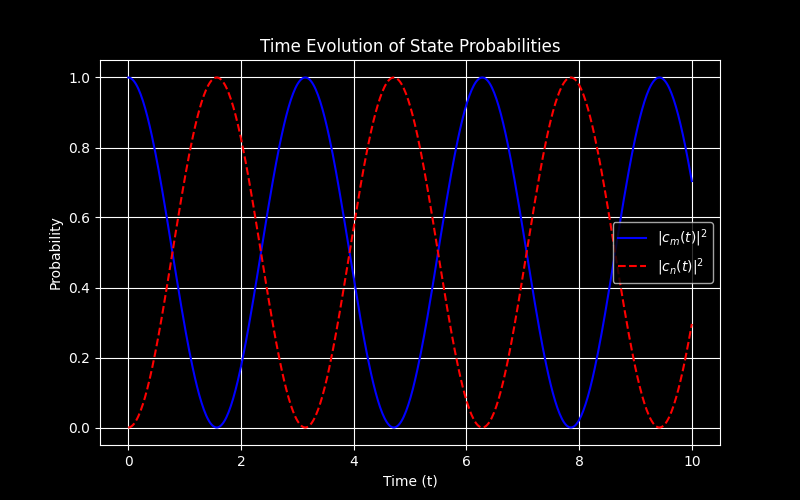 Time Evolution of State Probabilities
1.0
0.8
0.6
0.4
0.2
0.0
Probability
|c_m(t)|²
|c_n(t)|²
0 2 4 6 8 10
Time (t)